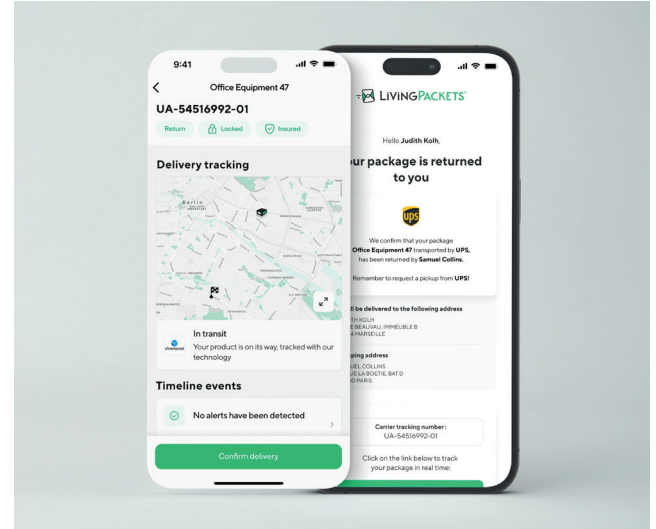 9:41
Office Equipment 47
UA-54516992-01
Return
Locked
Insured
Delivery tracking
Berlin
In transit
Your product is on its way, tracked with our
technology
Timeline events
No alerts have been detected
Confirm delivery
LIVINGPACKETS
Hello Judith Kolh,
ur package is returned
to you
ups
We confirm that your package
Office Equipment 47 transported by UPS,
has been returned by Samuel Collins.
Remember to request a pickup from UPS!
ll be delivered to the following address
TH KOLH
E BEAUVAU, IMMEUBLE B
4 MARSEILLE
ping address
UEL COLLINS
UE LA BOETIE, BAT D
0 PARIS
Carrier tracking number :
UA-54516992-01
Click on the link below to track
your package in real time: